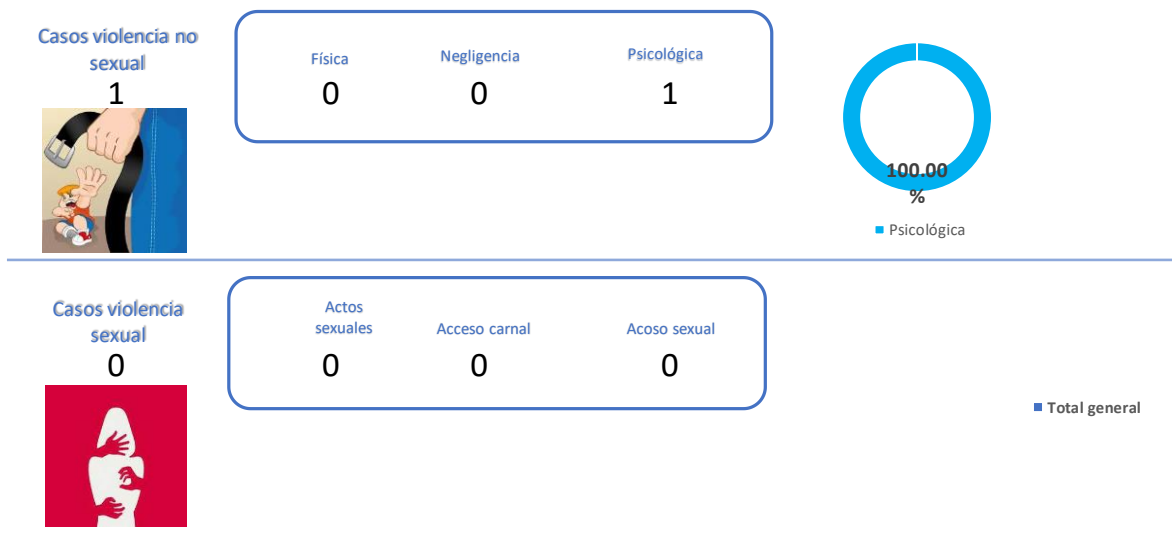 Casos violencia no
sexual
1
Física
0
Negligencia
0
Psicológica
1
100.00
%
Psicológica
Casos violencia
sexual
0
Actos
sexuales
0
Acceso carnal
0
Acoso sexual
0
Total general